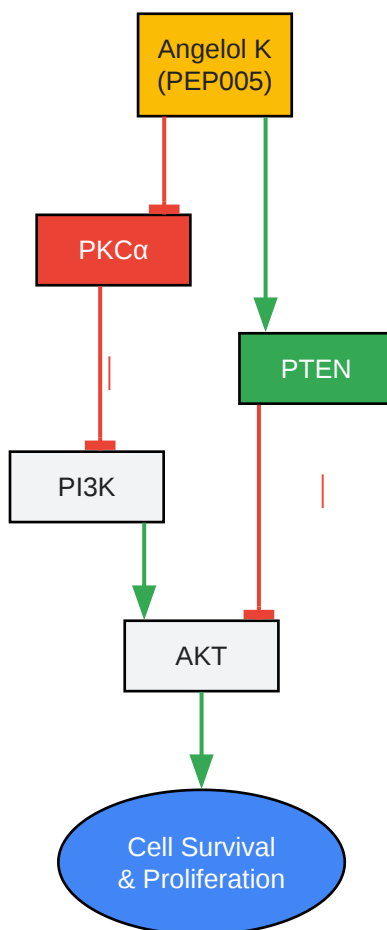 Angelol K
(PEP005)
PKCα
PTEN
PI3K
AKT
Cell Survival
& Proliferation